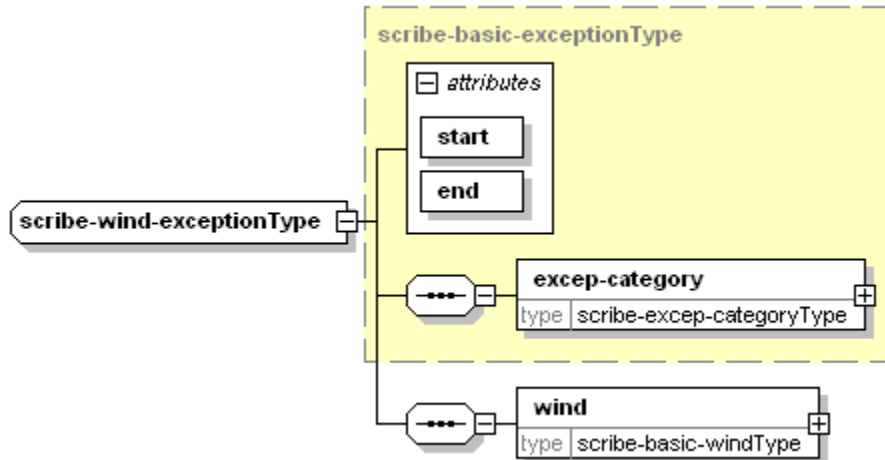 scribe-basic-exceptionType
attributes
start
end
scribe-wind-exceptionType
excep-category
type scribe-excep-categoryType
wind
type scribe-basic-windType